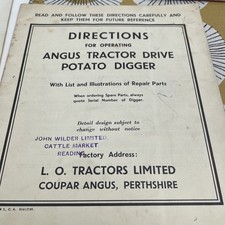 READ AND FOLLOW THESE DIRECTIONS CAREFULLY AND
KEEP THEM FOR FUTURE REFERENCE
DIRECTIONS
FOR OPERATING
ANGUS TRACTOR DRIVE
POTATO DIGGER
With List and Illustrations of Repair Parts
When ordering Spare Parts, always
quote Serial Number of Digger.
Detail design subject to
change without notice
JOHN WILDER LIMITED
CATTLE MARKET
READING
Factory Address:
L. O. TRACTORS LIMITED
COUPAR ANGUS, PERTHSHIRE